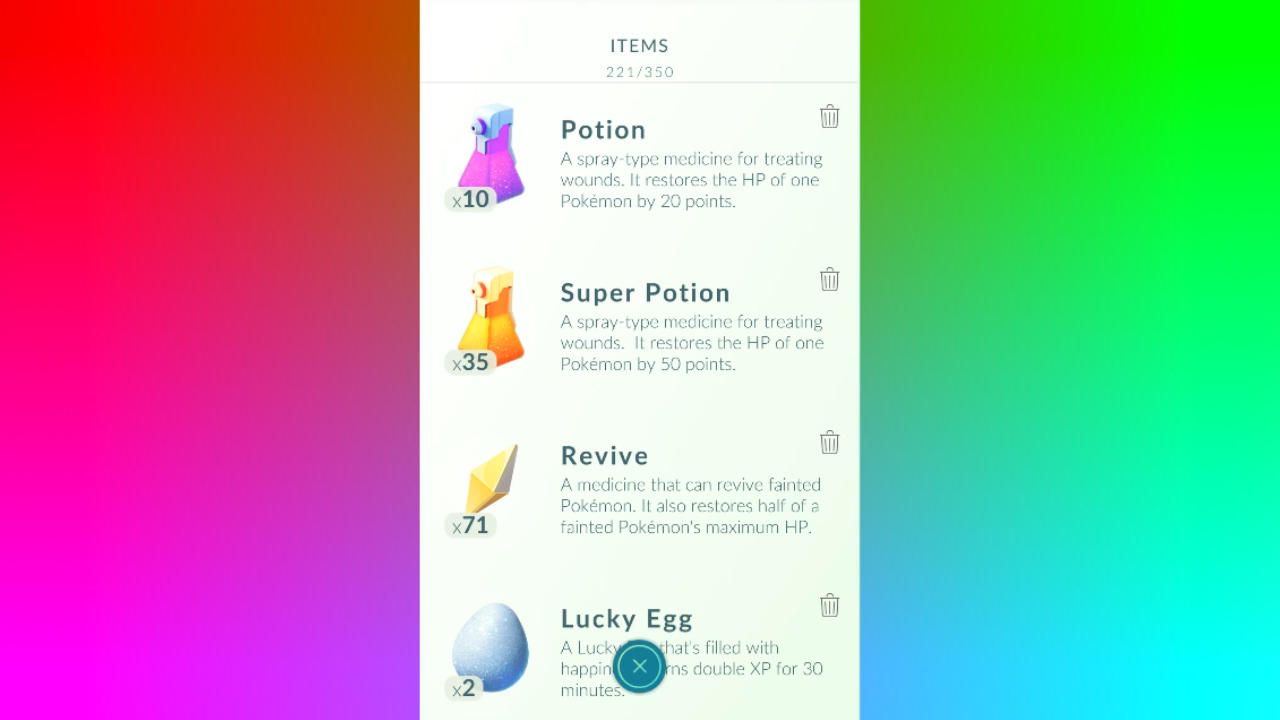 ITEMS
221/350
Potion
A spray-type medicine for treating
wounds. It restores the HP of one
Pokémon by 20 points.
x10
Super Potion
A spray-type medicine for treating
wounds. It restores the HP of one
Pokémon by 50 points.
x35
Revive
A medicine that can revive fainted
Pokémon. It also restores half of a
fainted Pokémon's maximum HP.
x71
Lucky Egg
A Lucky that's filled with
double XP for 30
minutes.
x2